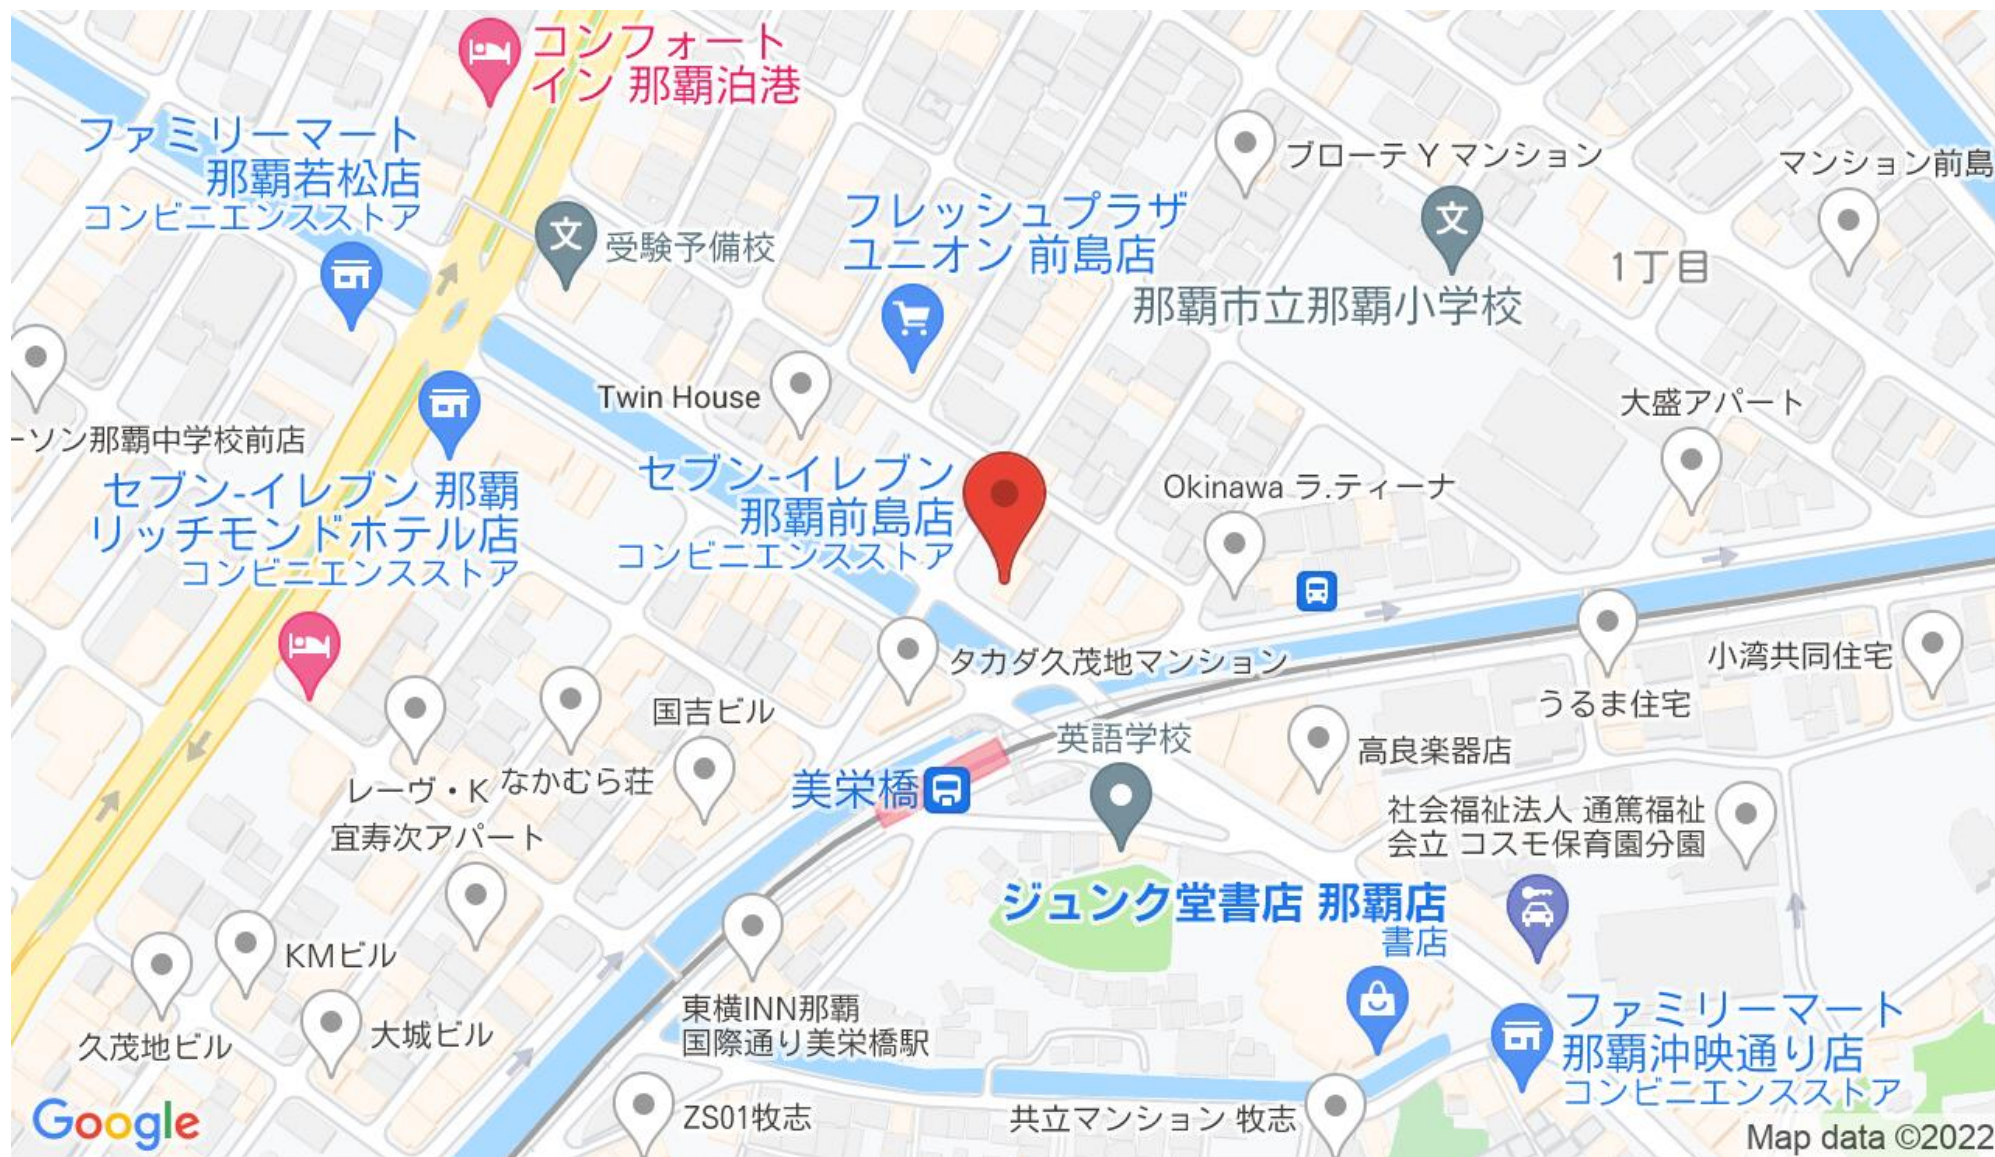 コンフォート
イン 那覇泊港
ファミリーマート
那覇若松店
コンビニエンスストア
文
受験予備校
フレッシュプラザ
ユニオン 前島店
ブローテ Y マンション
マンション前島
文
那覇市立那覇小学校
1丁目
Twin House
大盛アパート
ーソン那覇中学校前店
セブン-イレブン 那覇
リッチモンドホテル店
コンビニエンスストア
セブン-イレブン
那覇前島店
コンビニエンスストア
Okinawa ラ.ティーナ
タカダ久茂地マンション
小湾共同住宅
うるま住宅
国吉ビル
英語学校
高良楽器店
レーヴ・K
なかむら荘
美栄橋
宜寿次アパート
社会福祉法人 通篤福祉
会立 コスモ保育園分園
ジュンク堂書店 那覇店
書店
KMビル
久茂地ビル
大城ビル
東横INN那覇
国際通り美栄橋駅
ファミリーマート
那覇沖映通り店
コンビニエンスストア
ZS01牧志
共立マンション 牧志
Google
Map data ©2022